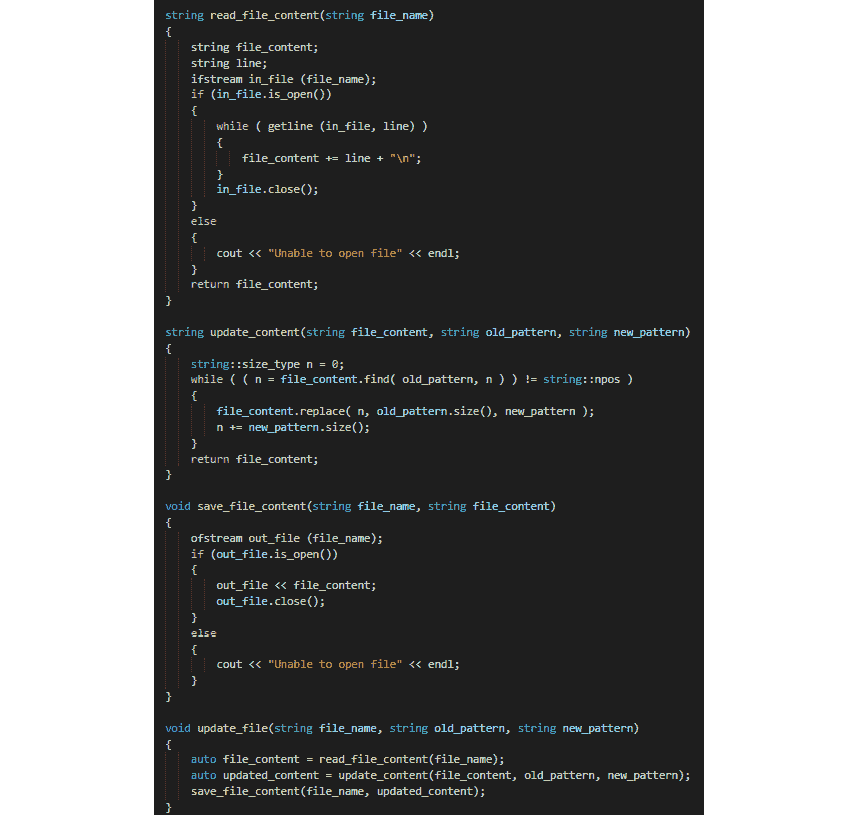 string read_file_content(string file_name)
{
    string file_content;
    string line;
    ifstream in_file (file_name);
    if (in_file.is_open())
    {
        while ( getline (in_file, line) )
        {
            file_content += line + "\n";
        }
        in_file.close();
    }
    else
    {
        cout << "Unable to open file" << endl;
    }
    return file_content;
}

string update_content(string file_content, string old_pattern, string new_pattern)
{
    string::size_type n = 0;
    while ( ( n = file_content.find( old_pattern, n ) ) != string::npos )
    {
        file_content.replace( n, old_pattern.size(), new_pattern );
        n += new_pattern.size();
    }
    return file_content;
}

void save_file_content(string file_name, string file_content)
{
    ofstream out_file (file_name);
    if (out_file.is_open())
    {
        out_file << file_content;
        out_file.close();
    }
    else
    {
        cout << "Unable to open file" << endl;
    }
}

void update_file(string file_name, string old_pattern, string new_pattern)
{
    auto file_content = read_file_content(file_name);
    auto updated_content = update_content(file_content, old_pattern, new_pattern);
    save_file_content(file_name, updated_content);
}